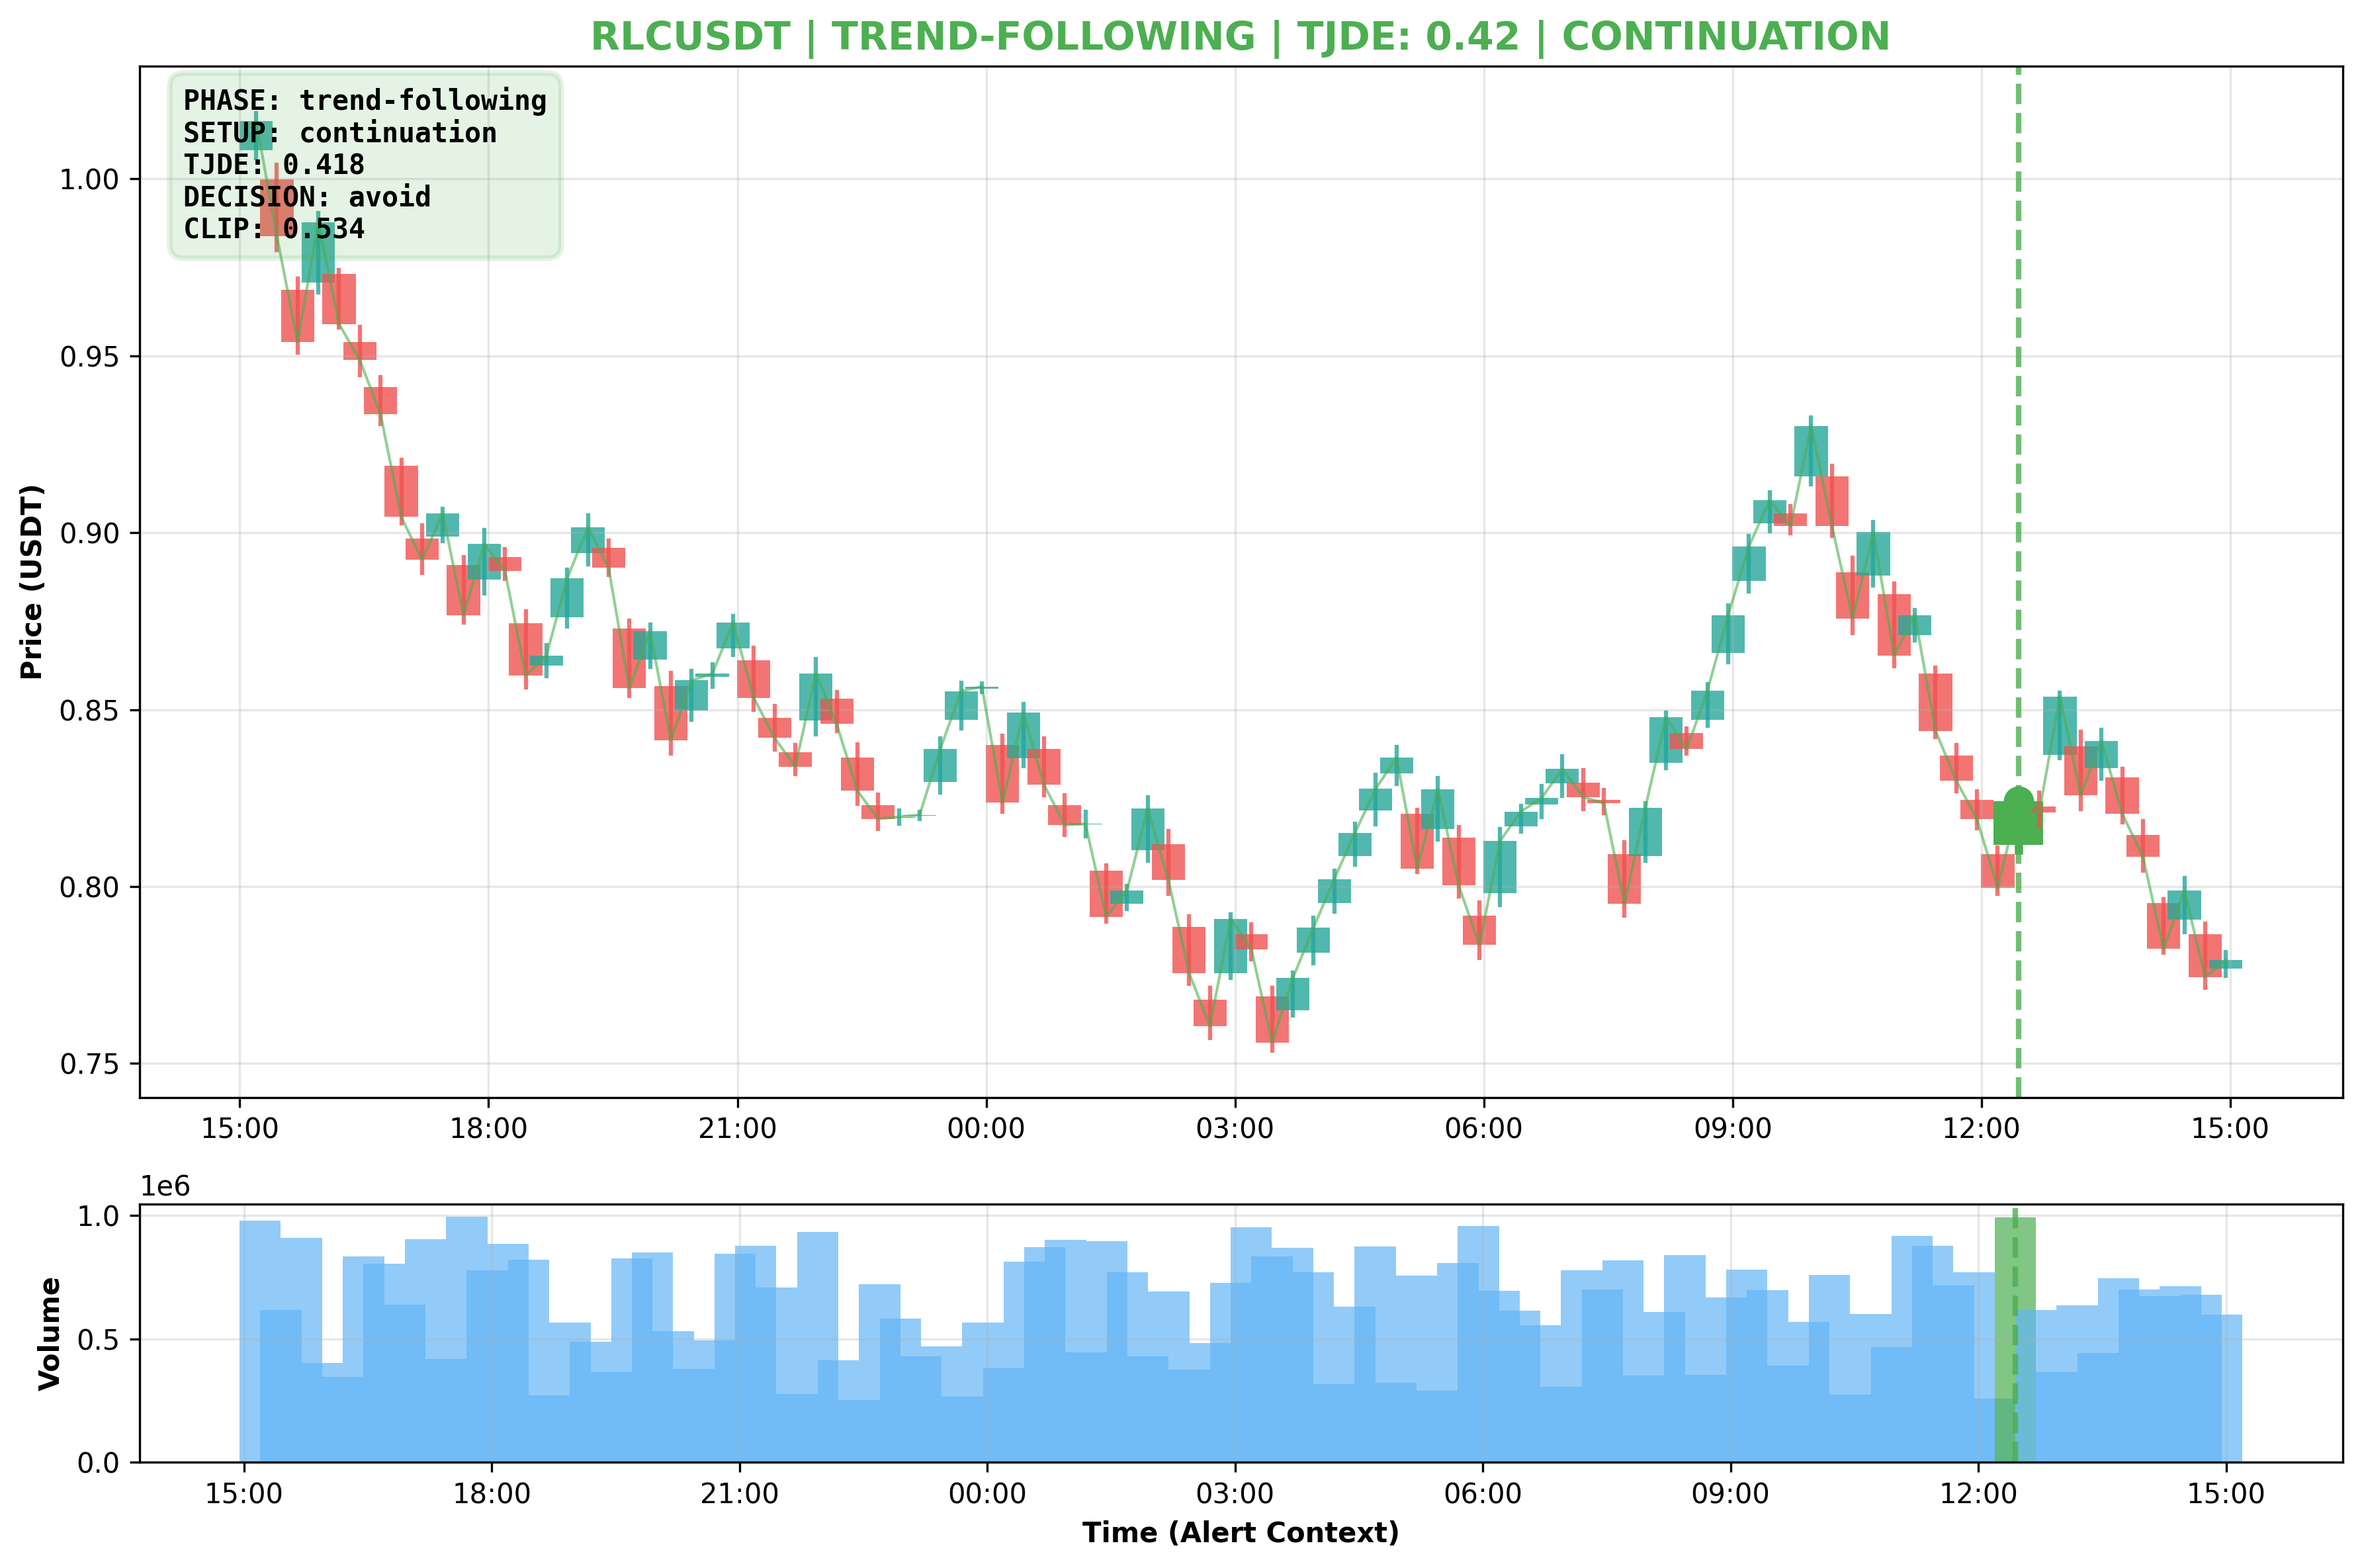 RLCUSDT | TREND-FOLLOWING | TJDE: 0.42 | CONTINUATION
PHASE: trend-following
SETUP: continuation
TJDE: 0.418
DECISION: avoid
CLIP: 0.534
Price (USDT)
1.00
0.95
0.90
0.85
0.80
0.75
15:00 18:00 21:00 00:00 03:00 06:00 09:00 12:00 15:00
1e6
Volume
1.0
0.5
0.0
15:00 18:00 21:00 00:00 03:00 06:00 09:00 12:00 15:00
Time (Alert Context)